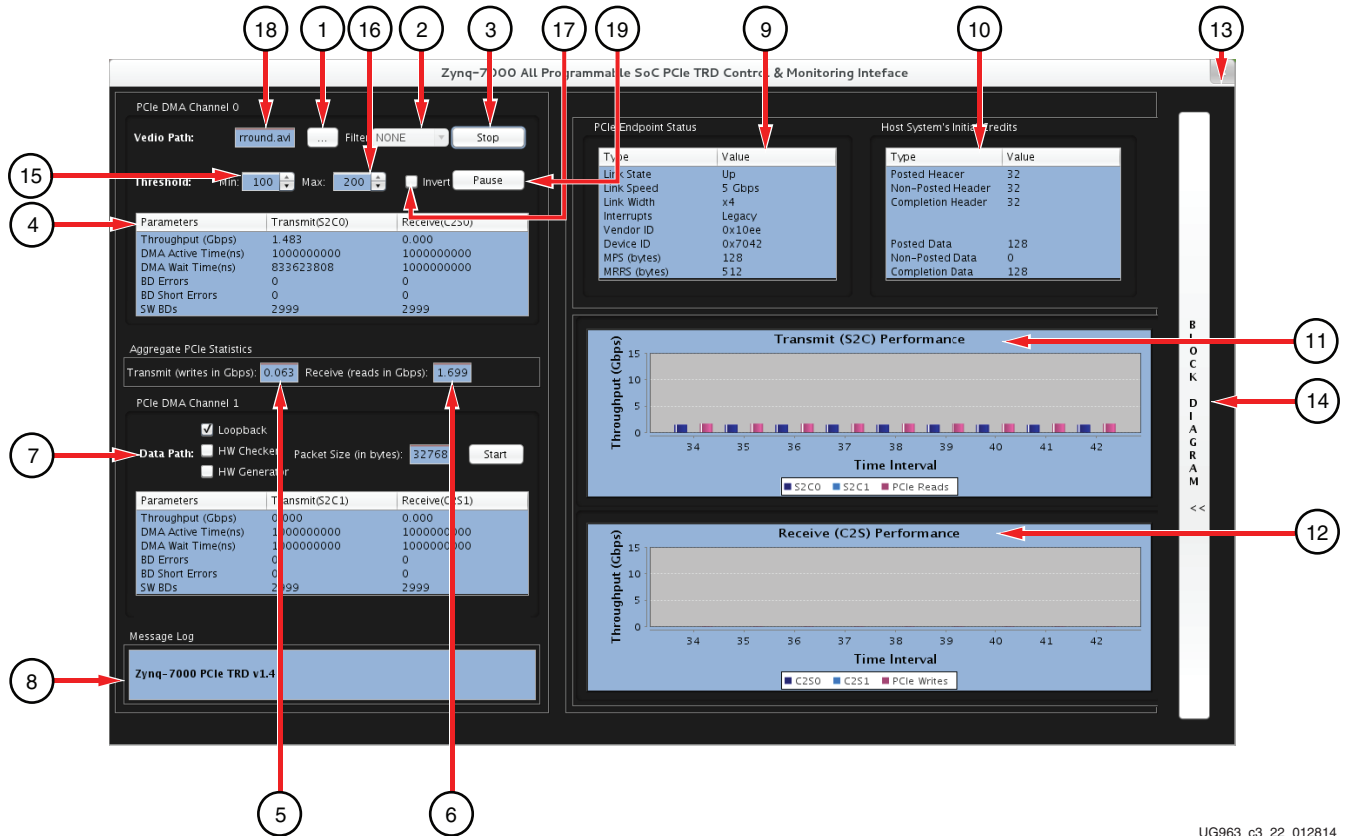 18 1 16 2 3 17 19 9 10 13
Zynq-7000 All Programmable SoC PCIe TRD Control & Monitoring Inteface
PCIe DMA Channel 0
Vedio Path: rround.avi ... Filter NONE Stop
15
Threshold: Min: 100 Max: 200 Invert Pause
4
Parameters Transmit(S2C0) Receive(C2S0)
Throughput (Gbps) 1.483 0.000
DMA Active Time(ns) 1000000000 1000000000
DMA Wait Time(ns) 833623808 1000000000
BD Errors 0 0
BD Short Errors 0 0
SW BDs 2999 2999
Aggregate PCIe Statistics
Transmit (writes in Gbps): 0.063 Receive (reads in Gbps): 1.699
PCIe DMA Channel 1
Loopback
7
Data Path: HW Checker Packet Size (in bytes): 32768 Start
HW Generator
Parameters Transmit(S2C1) Receive(C2S1)
Throughput (Gbps) 0.000 0.000
DMA Active Time(ns) 1000000000 1000000000
DMA Wait Time(ns) 1000000000 1000000000
BD Errors 0 0
BD Short Errors 0 0
SW BDs 2999 2999
Message Log
8
Zynq-7000 PCIe TRD v1.4
5 6
PCIe Endpoint Status
Type Value
Link State Up
Link Speed 5 Gbps
Link Width x4
Interrupts Legacy
Vendor ID 0x10ee
Device ID 0x7042
MPS (bytes) 128
MRRS (bytes) 512
Host System's Initial Credits
Type Value
Posted Header 32
Non-Posted Header 32
Completion Header 32
Posted Data 128
Non-Posted Data 0
Completion Data 128
Transmit (S2C) Performance
11
Throughput (Gbps)
15
10
5
0
34 35 36 37 38 39 40 41 42
Time Interval
S2C0 S2C1 PCIe Reads
Receive (C2S) Performance
12
Throughput (Gbps)
15
10
5
0
34 35 36 37 38 39 40 41 42
Time Interval
C2S0 C2S1 PCIe Writes
BLOCK DIAGRAM <<
14
UG963_c3_22_012814